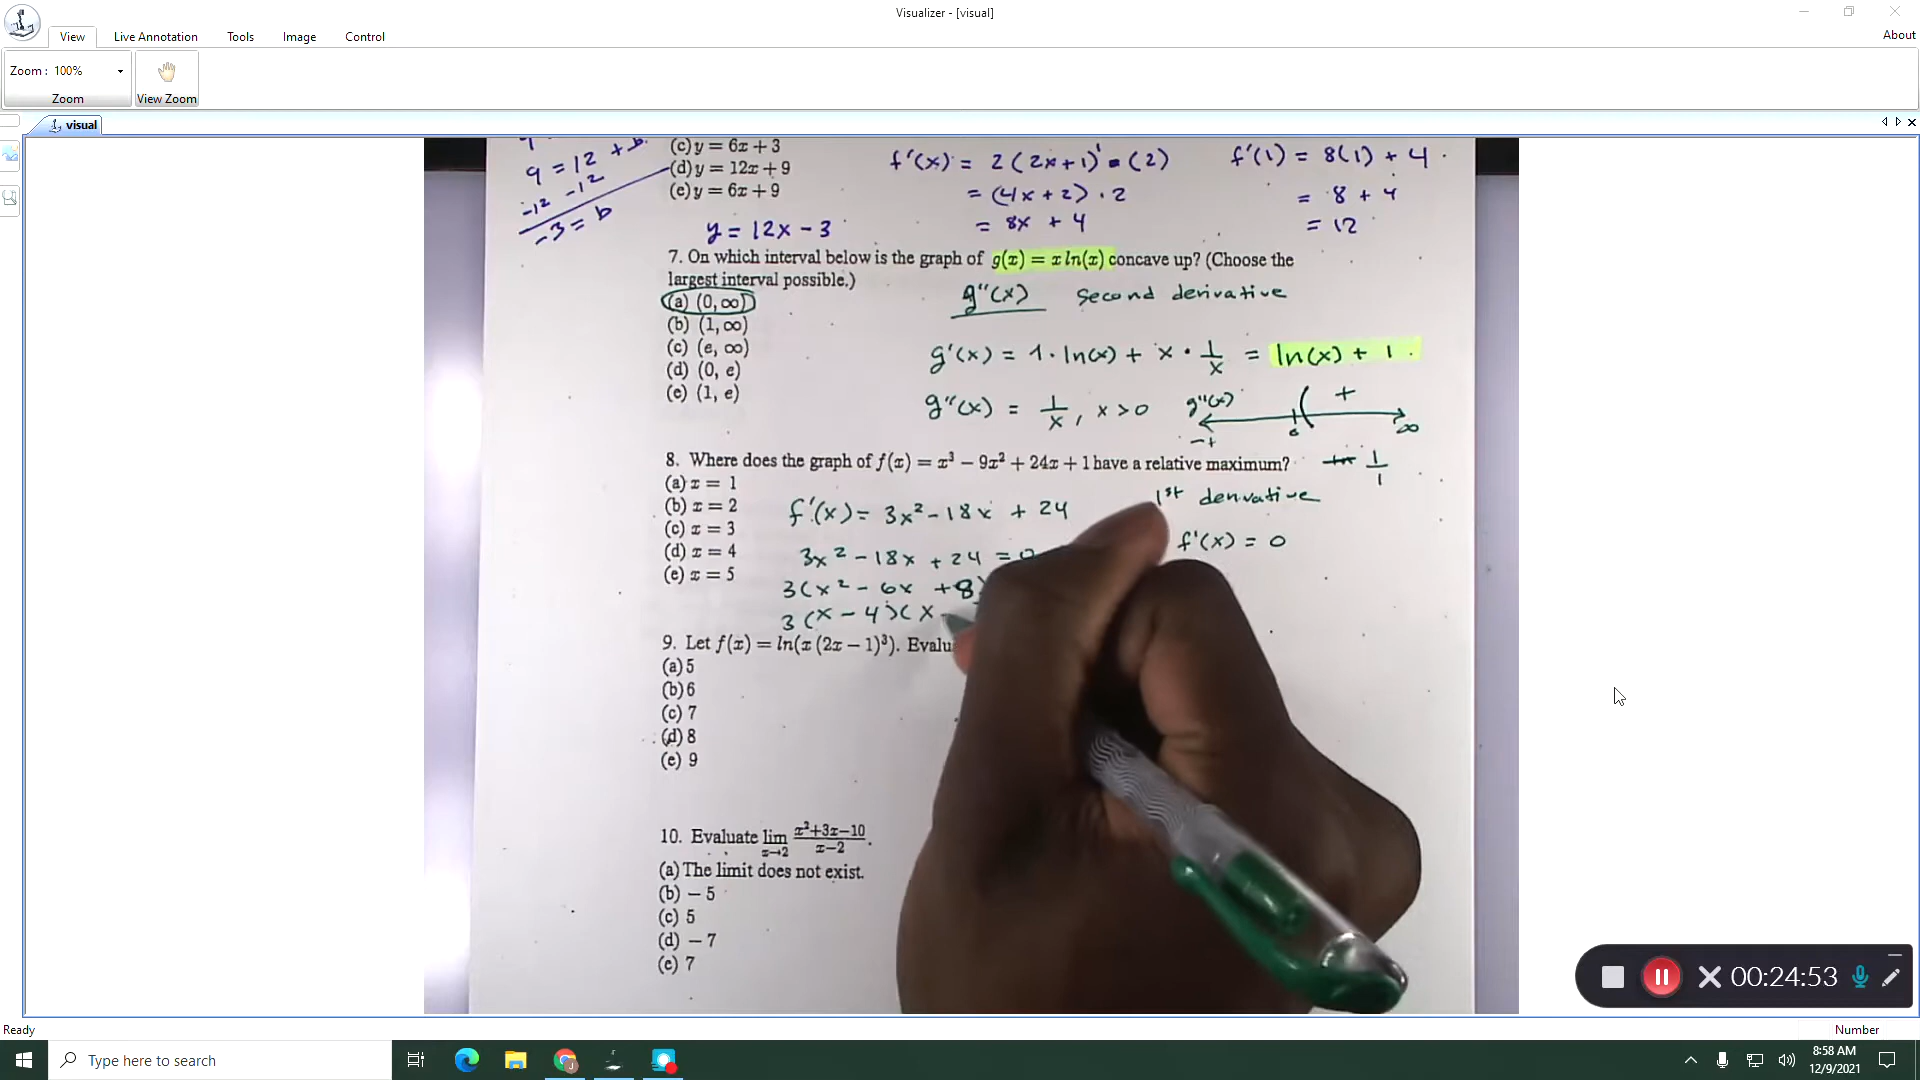 Visualizer - [visual]
View Live Annotation Tools Image Control About
Zoom : 100%
Zoom View Zoom
visual
9 = 12 + b
-12 -12
-3 = b
(c) y = 6x + 3
(d) y = 12x + 9
(e) y = 6x + 9
y = 12x - 3
f'(x) = 2(2x+1)' • (2)
= (4x + 2) · 2
= 8x + 4
f'(1) = 8(1) + 4
= 8 + 4
= 12
7. On which interval below is the graph of g(x) = x ln(x) concave up? (Choose the
largest interval possible.)
g''(x) second derivative
(a) (0, ∞)
(b) (1, ∞)
(c) (e, ∞)
(d) (0, e)
(e) (1, e)
g'(x) = 1 · ln(x) + x · 1/x = ln(x) + 1
g''(x) = 1/x, x > 0
g''(x) +
∞
8. Where does the graph of f(x) = x³ − 9x² + 24x + 1 have a relative maximum?
1/1
(a) x = 1
(b) x = 2
(c) x = 3
(d) x = 4
(e) x = 5
f'(x) = 3x² - 18x + 24
1st derivative
f'(x) = 0
3x² - 18x + 24 = 0
3(x² - 6x + 8)
3(x - 4)(x
9. Let f(x) = ln(x (2x − 1)³).
(a) 5
(b) 6
(c) 7
(d) 8
(e) 9
10. Evaluate lim x→2 x²+3x−10 / x−2.
(a) The limit does not exist.
(b) − 5
(c) 5
(d) − 7
(e) 7
00:24:53
Ready Number
Type here to search
8:58 AM
12/9/2021